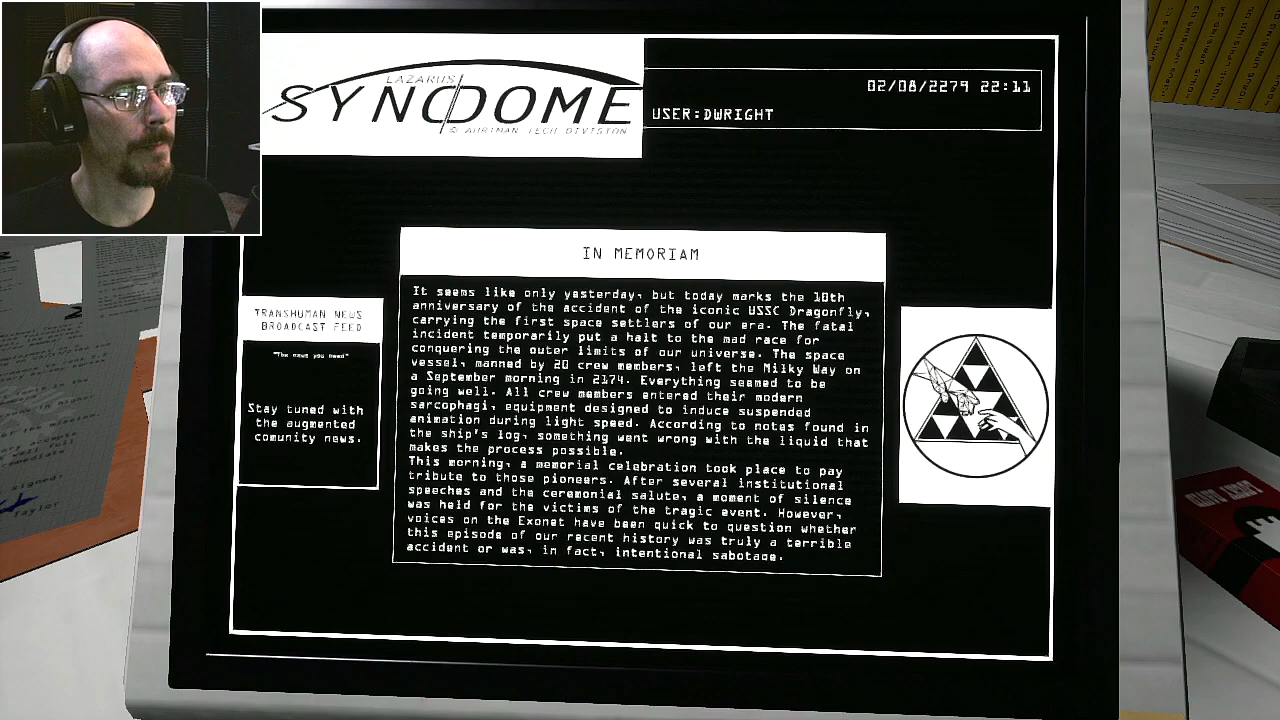 LAZARUS
SYNDOME
© AURIMAN TECH DIVISION
02/08/2279 22:11
USER:DWRIGHT
IN MEMORIAM
It seems like only yesterday, but today marks the 10th
anniversary of the accident of the iconic USSC Dragonfly,
carrying the first space settlers of our era. The fatal
incident temporarily put a halt to the mad race for
conquering the outer limits of our universe. The space
vessel, manned by 20 crew members, left the Milky Way on
a September morning in 2174. Everything seemed to be
going well. All crew members entered their modern
sarcophagi, equipment designed to induce suspended
animation during light speed. According to notes found in
the ship's log, something went wrong with the liquid that
makes the process possible.
This morning, a memorial celebration took place to pay
tribute to those pioneers. After several institutional
speeches and the ceremonial salute, a moment of silence
was held for the victims of the tragic event. However,
voices on the Exonet have been quick to question whether
this episode of our recent history was truly a terrible
accident or was, in fact, intentional sabotage.
TRANSHUMAN NEWS
BROADCAST FEED
"The news you need"
Stay tuned with
the augmented
comunity news.
signed:
Taylor